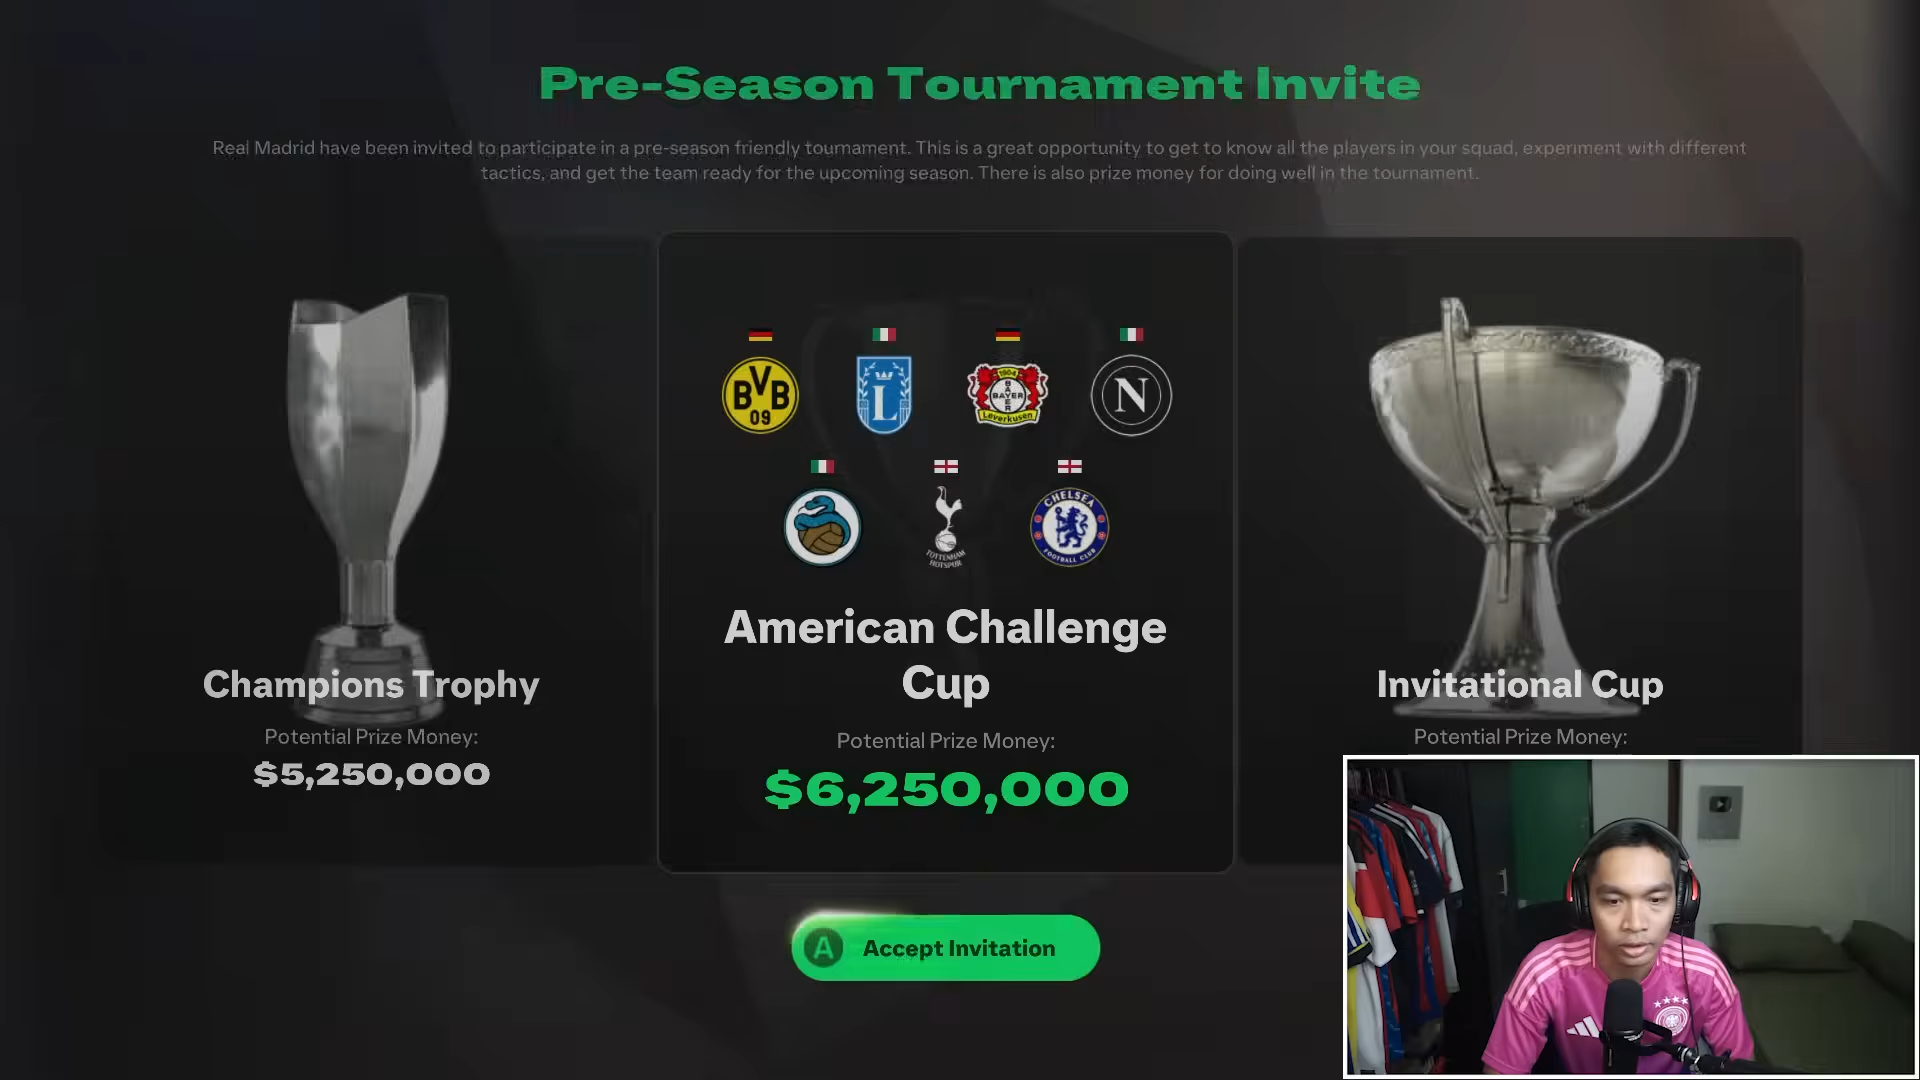 Pre-Season Tournament Invite
Real Madrid have been invited to participate in a pre-season friendly tournament. This is a great opportunity to get to know all the players in your squad, experiment with different
tactics, and get the team ready for the upcoming season. There is also prize money for doing well in the tournament.
BVB
09
L
1904
BAYER
BAYER
Leverkusen
N
TOTTENHAM
HOTSPUR
CHELSEA
FOOTBALL CLUB
Champions Trophy
Potential Prize Money:
$5,250,000
American Challenge
Cup
Potential Prize Money:
$6,250,000
Invitational Cup
Potential Prize Money:
A Accept Invitation